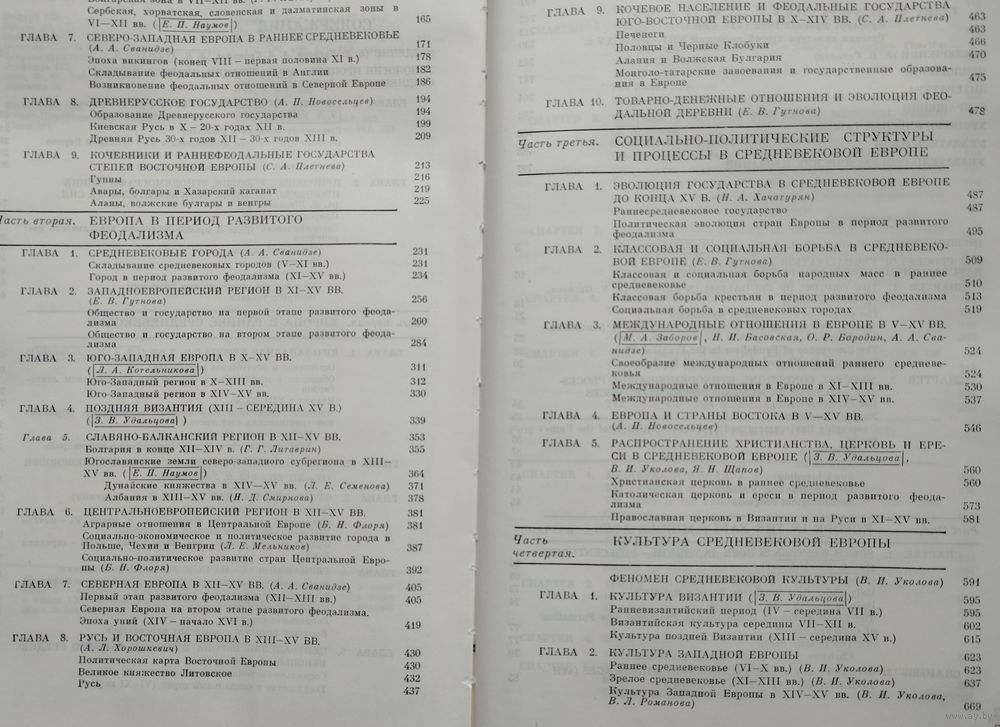 Сербская, хорватская, словенская и далматинская зоны в
VI—XII вв. (Е. П. Наумов) 165
ГЛАВА 7. СЕВЕРО-ЗАПАДНАЯ ЕВРОПА В РАННЕЕ СРЕДНЕВЕКОВЬЕ
(А. А. Сванидзе) 171
Эпоха викингов (конец VIII — первая половина XI в.) 178
Складывание феодальных отношений в Англии 182
Возникновение феодальных отношений в Северной Европе 186
ГЛАВА 8. ДРЕВНЕРУССКОЕ ГОСУДАРСТВО (А. П. Новосельцев) 194
Образование Древнерусского государства 194
Киевская Русь в X — 20-х годах XII в. 199
Древняя Русь 30-х годов XII — 30-х годов XIII в. 209
ГЛАВА 9. КОЧЕВНИКИ И РАННЕФЕОДАЛЬНЫЕ ГОСУДАРСТВА
СТЕПЕЙ ВОСТОЧНОЙ ЕВРОПЫ (С. А. Плетнева) 213
Гунны 216
Авары, болгары и Хазарский каганат 219
Аланы, волжские булгары и венгры 225
Часть вторая. ЕВРОПА В ПЕРИОД РАЗВИТОГО
ФЕОДАЛИЗМА
ГЛАВА 1. СРЕДНЕВЕКОВЫЕ ГОРОДА (А. А. Сванидзе) 231
Складывание средневековых городов (V—XI вв.) 231
Город в период развитого феодализма (XI—XV вв.) 234
ГЛАВА 2. ЗАПАДНОЕВРОПЕЙСКИЙ РЕГИОН В XI—XV ВВ.
(Е. В. Гутнова) 256
Общество и государство на первой этапе развитого феода-
лизма 260
Общество и государство на втором этапе развитого феода-
лизма 284
ГЛАВА 3. ЮГО-ЗАПАДНАЯ ЕВРОПА В X—XV ВВ.
(Л. А. Котельникова) 311
Юго-Западный регион в X—XIII вв. 312
Юго-Западный регион в XIV—XV вв. 330
ГЛАВА 4. ПОЗДНЯЯ ВИЗАНТИЯ (XIII — СЕРЕДИНА XV В.)
(З. В. Удальцова) 339
Глава 5. СЛАВЯНО-БАЛКАНСКИЙ РЕГИОН В XII—XV ВВ. 353
Болгария в конце XII—XIV в. (Г. Г. Литаврин) 355
Югославянские земли северо-западного субрегиона в XIII—
XV вв. (Е. П. Наумов) 364
Дунайские княжества в XIV—XV вв. (Л. Е. Семенова) 371
Албания в XIII—XV вв. (Н. Д. Смирнова) 378
ГЛАВА 6. ЦЕНТРАЛЬНОЕВРОПЕЙСКИЙ РЕГИОН В XII—XV ВВ. 381
Аграрные отношения в Центральной Европе (Б. Н. Флоря) 381
Социально-экономическое и политическое развитие города в
Польше, Чехии и Венгрии (Л. Е. Мельников) 387
Социально-политическое развитие стран Центральной Евро-
пы (Б. Н. Флоря) 392
ГЛАВА 7. СЕВЕРНАЯ ЕВРОПА В XII—XV ВВ. (А. А. Сванидзе) 405
Первый этап развитого феодализма (XII—XIII вв.) 405
Северная Европа на втором этапе развитого феодализма.
Эпоха уний (XIV — начало XVI в.) 419
ГЛАВА 8. РУСЬ И ВОСТОЧНАЯ ЕВРОПА В XIII—XV ВВ.
(А. Л. Хорошкевич) 430
Политическая карта Восточной Европы 430
Великое княжество Литовское 432
Русь 437
ГЛАВА 9. КОЧЕВОЕ НАСЕЛЕНИЕ И ФЕОДАЛЬНЫЕ ГОСУДАРСТВА
ЮГО-ВОСТОЧНОЙ ЕВРОПЫ В X—XIV ВВ. (С. А. Плетнева) 463
Печенеги 463
Половцы и Черные Клобуки 466
Алания и Волжская Булгария 470
Монголо-татарские завоевания и государственные образова-
ния в Европе 475
ГЛАВА 10. ТОВАРНО-ДЕНЕЖНЫЕ ОТНОШЕНИЯ И ЭВОЛЮЦИЯ ФЕО-
ДАЛЬНОЙ ДЕРЕВНИ (Е. В. Гутнова) 478
Часть третья. СОЦИАЛЬНО-ПОЛИТИЧЕСКИЕ СТРУКТУРЫ
И ПРОЦЕССЫ В СРЕДНЕВЕКОВОЙ ЕВРОПЕ
ГЛАВА 1. ЭВОЛЮЦИЯ ГОСУДАРСТВА В СРЕДНЕВЕКОВОЙ ЕВРОПЕ
ДО КОНЦА XV В. (Н. А. Хачатурян) 487
Раннесредневековое государство 487
Политическая эволюция стран Европы в период развитого
феодализма 495
ГЛАВА 2. КЛАССОВАЯ И СОЦИАЛЬНАЯ БОРЬБА В СРЕДНЕВЕКО-
ВОЙ ЕВРОПЕ (Е. В. Гутнова) 509
Классовая и социальная борьба народных масс в раннее
средневековье 510
Классовая борьба крестьян в период развитого феодализма 513
Социальная борьба в средневековых городах 519
ГЛАВА 3. МЕЖДУНАРОДНЫЕ ОТНОШЕНИЯ В ЕВРОПЕ В V—XV ВВ.
(М. А. Заборов, Н. И. Басовская, О. Р. Бородин, А. А. Сва-
нидзе) 524
Своеобразие международных отношений раннего средневе-
ковья 524
Международные отношения в Европе в XI—XIII вв. 530
Международные отношения в Европе в XIV—XV вв. 537
ГЛАВА 4. ЕВРОПА И СТРАНЫ ВОСТОКА В V—XV ВВ.
(А. П. Новосельцев) 546
ГЛАВА 5. РАСПРОСТРАНЕНИЕ ХРИСТИАНСТВА, ЦЕРКОВЬ И ЕРЕ-
СИ В СРЕДНЕВЕКОВОЙ ЕВРОПЕ (З. В. Удальцова,
В. И. Уколова, Я. Н. Щапов) 560
Христианская церковь в раннее средневековье 560
Католическая церковь и ереси в период развитого феода-
лизма 573
Православная церковь в Византии и на Руси в XI—XV вв. 581
Часть
четвертая. КУЛЬТУРА СРЕДНЕВЕКОВОЙ ЕВРОПЫ
ФЕНОМЕН СРЕДНЕВЕКОВОЙ КУЛЬТУРЫ (В. И. Уколова) 591
ГЛАВА 1. КУЛЬТУРА ВИЗАНТИИ (З. В. Удальцова) 595
Ранневизантийский период (IV — середина VII в.) 595
Византийская культура середины VII—XII в. 602
Культура поздней Византии (XIII — середина XV в.) 615
ГЛАВА 2. КУЛЬТУРА ЗАПАДНОЙ ЕВРОПЫ 623
Раннее средневековье (VI—X вв.) (В. И. Уколова) 623
Зрелое средневековье (XI—XIII вв.) (В. И. Уколова) 637
Культура Западной Европы в XIV—XV вв. (В. И. Уколова,
В. Л. Романова) 669
www.ay.by